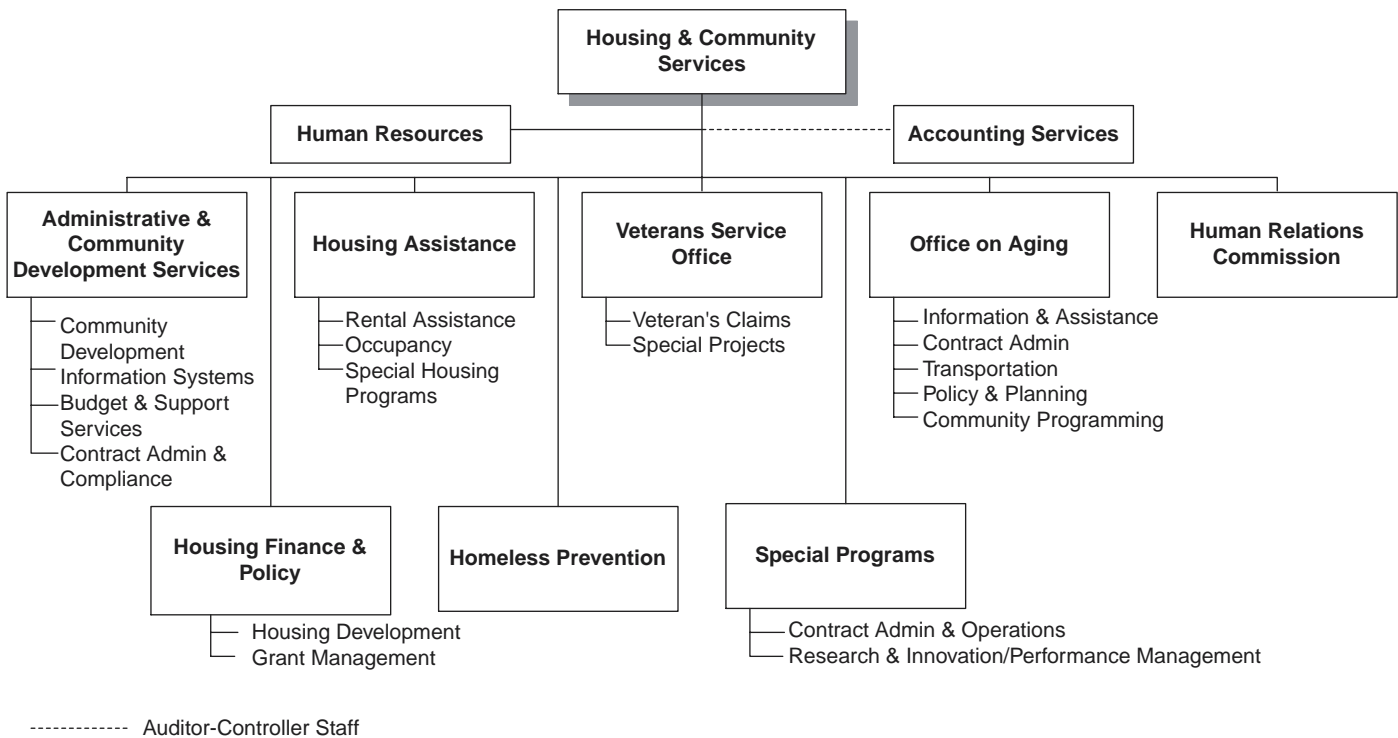 Housing & Community
Services
Human Resources
Accounting Services
Administrative &
Community
Development Services
Community
Development
Information Systems
Budget & Support
Services
Contract Admin &
Compliance
Housing Assistance
Rental Assistance
Occupancy
Special Housing
Programs
Veterans Service
Office
Veteran's Claims
Special Projects
Office on Aging
Information & Assistance
Contract Admin
Transportation
Policy & Planning
Community Programming
Human Relations
Commission
Housing Finance &
Policy
Housing Development
Grant Management
Homeless Prevention
Special Programs
Contract Admin & Operations
Research & Innovation/Performance Management
Auditor-Controller Staff